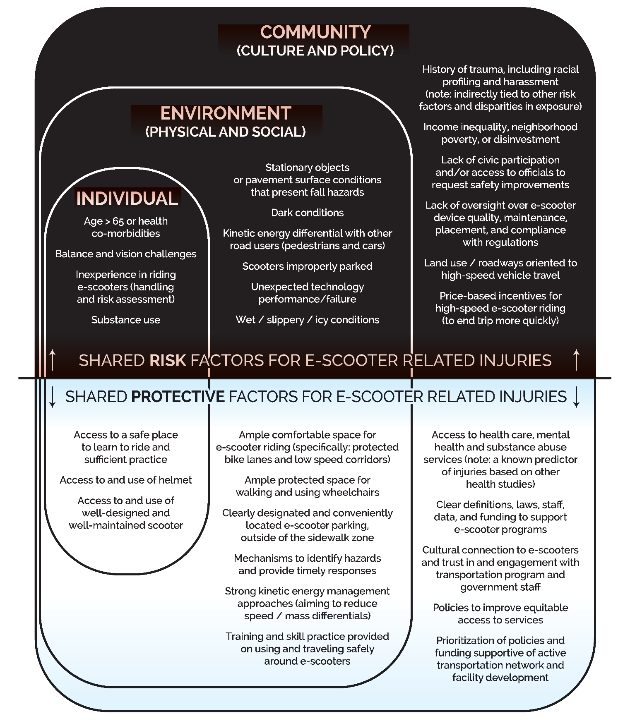 COMMUNITY
(CULTURE AND POLICY)
History of trauma, including racial
profiling and harassment
(note: indirectly tied to other risk
factors and disparities in exposure)
Income inequality, neighborhood
poverty, or disinvestment
Lack of civic participation
and/or access to officials to
request safety improvements
Lack of oversight over e-scooter
device quality, maintenance,
placement, and compliance
with regulations
Land use / roadways oriented to
high-speed vehicle travel
Price-based incentives for
high-speed e-scooter riding
(to end trip more quickly)
ENVIRONMENT
(PHYSICAL AND SOCIAL)
Stationary objects
or pavement surface conditions
that present fall hazards
Dark conditions
Kinetic energy differential with other
road users (pedestrians and cars)
Scooters improperly parked
Unexpected technology
performance/failure
Wet / slippery / icy conditions
INDIVIDUAL
Age > 65 or health
co-morbidities
Balance and vision challenges
Inexperience in riding
e-scooters (handling
and risk assessment)
Substance use
↑ SHARED RISK FACTORS FOR E-SCOOTER RELATED INJURIES ↑
↓ SHARED PROTECTIVE FACTORS FOR E-SCOOTER RELATED INJURIES ↓
Access to a safe place
to learn to ride and
sufficient practice
Access to and use of helmet
Access to and use of
well-designed and
well-maintained scooter
Ample comfortable space for
e-scooter riding (specifically: protected
bike lanes and low speed corridors)
Ample protected space for
walking and using wheelchairs
Clearly designated and conveniently
located e-scooter parking,
outside of the sidewalk zone
Mechanisms to identify hazards
and provide timely responses
Strong kinetic energy management
approaches (aiming to reduce
speed / mass differentials)
Training and skill practice provided
on using and traveling safely
around e-scooters
Access to health care, mental
health and substance abuse
services (note: a known predictor
of injuries based on other
health studies)
Clear definitions, laws, staff,
data, and funding to support
e-scooter programs
Cultural connection to e-scooters
and trust in and engagement with
transportation program and
government staff
Policies to improve equitable
access to services
Prioritization of policies and
funding supportive of active
transportation network and
facility development